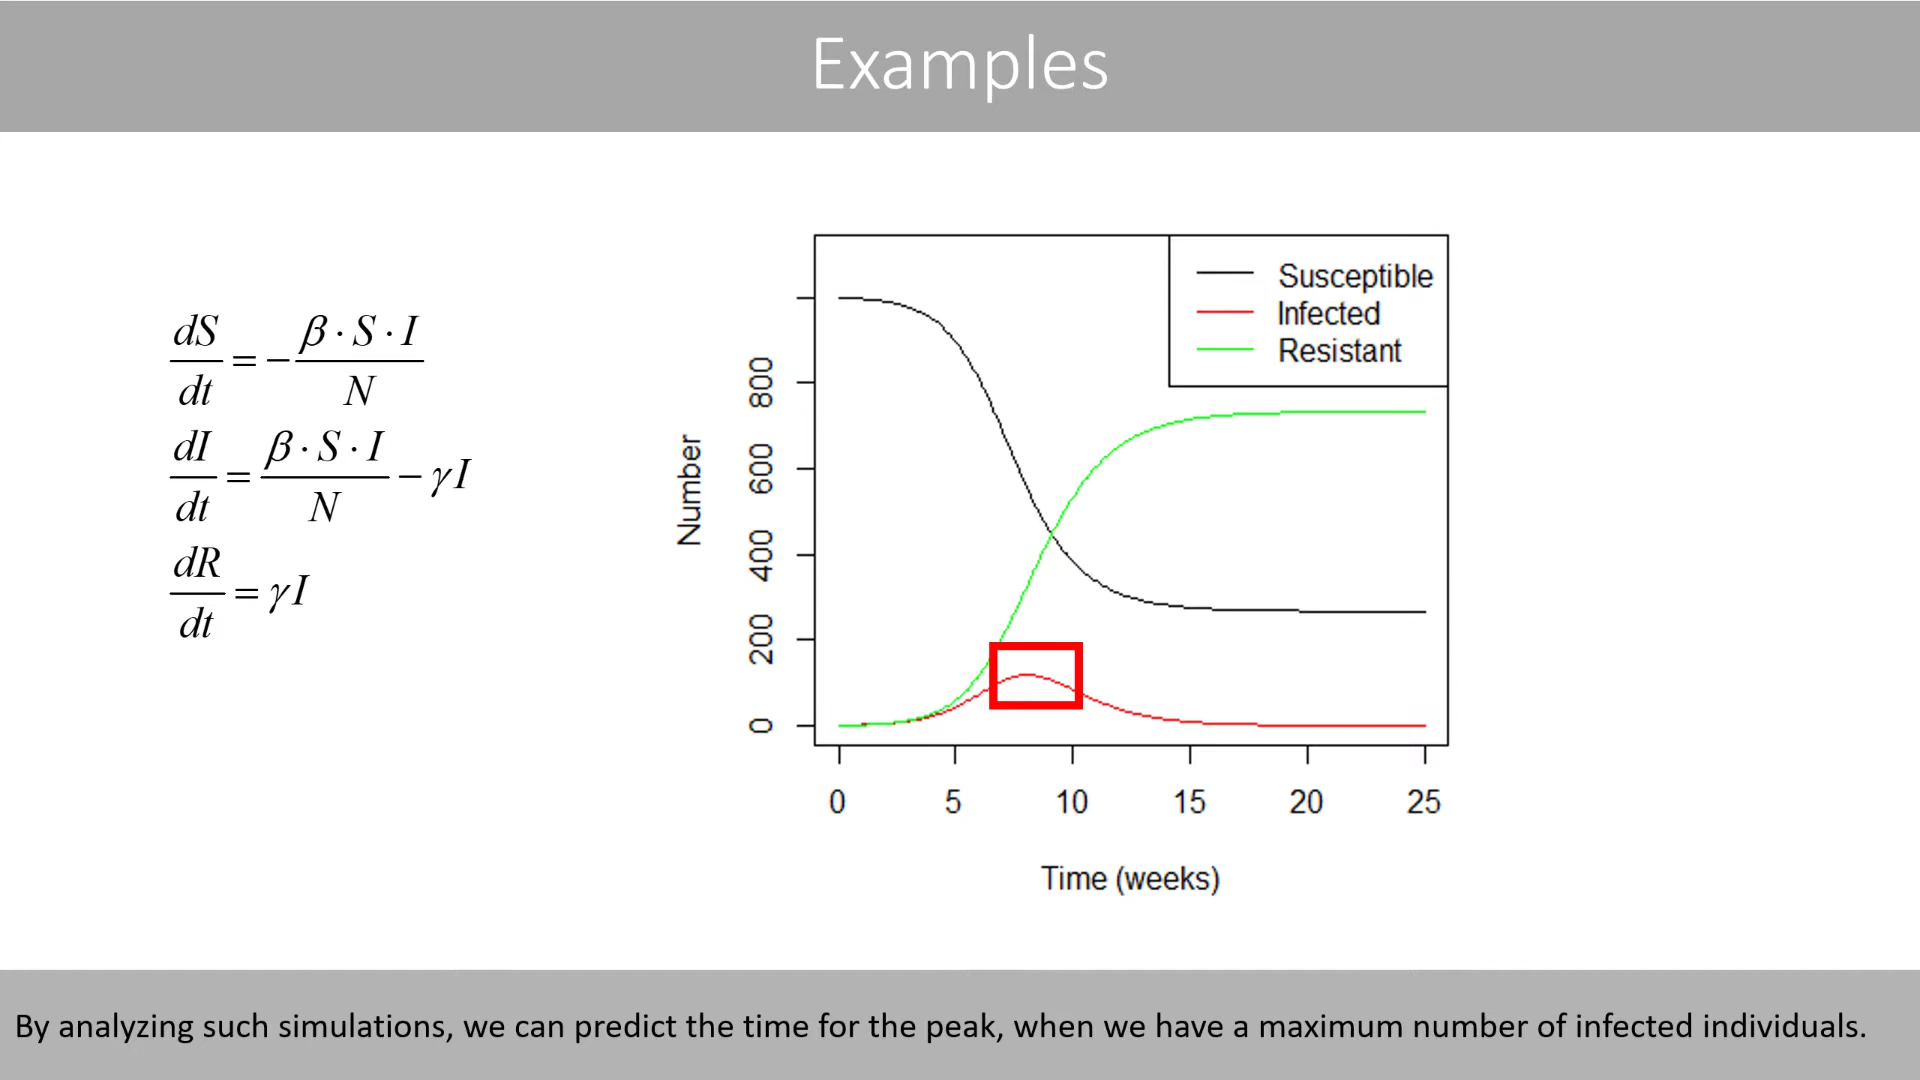 Examples
dS/dt = − β · S · I / N
dI/dt = β · S · I / N − γI
dR/dt = γI
Susceptible
Infected
Resistant
Number
800
600
400
200
0
0 5 10 15 20 25
Time (weeks)
By analyzing such simulations, we can predict the time for the peak, when we have a maximum number of infected individuals.